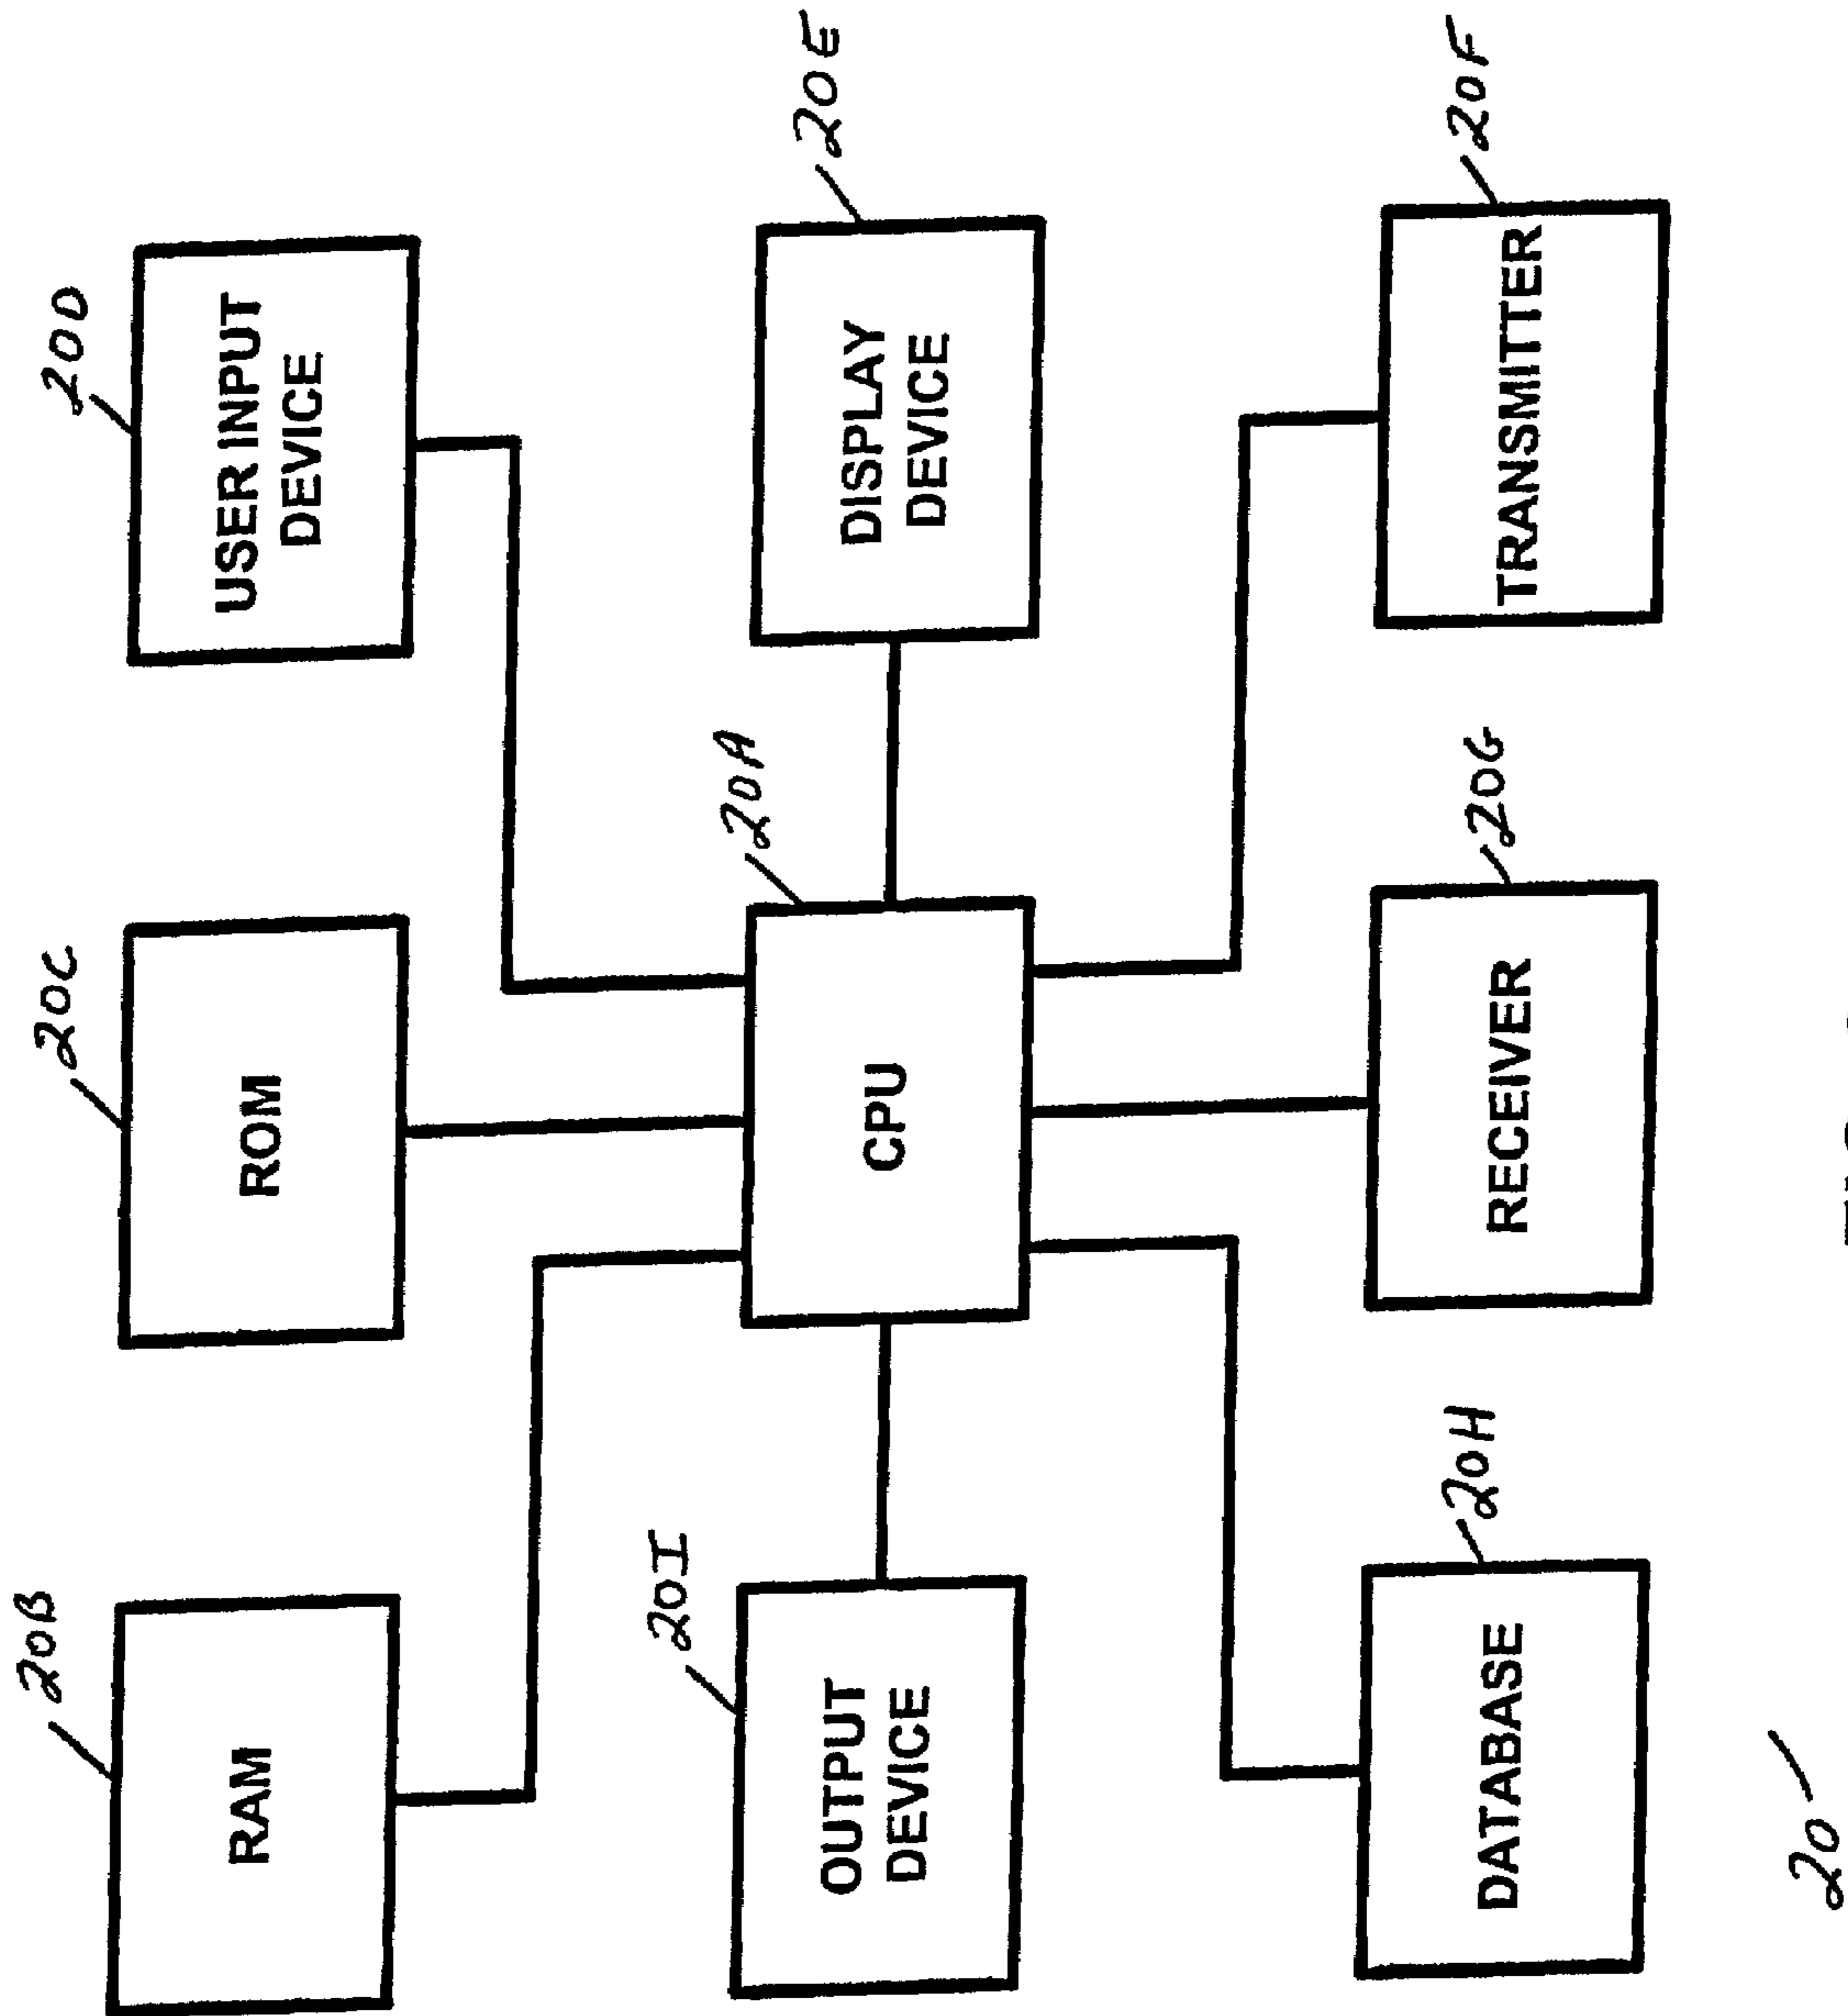 20B
RAM
20C
ROM
20D
USER INPUT
DEVICE
20I
OUTPUT
DEVICE
20A
CPU
20E
DISPLAY
DEVICE
20H
DATABASE
20G
RECEIVER
20F
TRANSMITTER
20